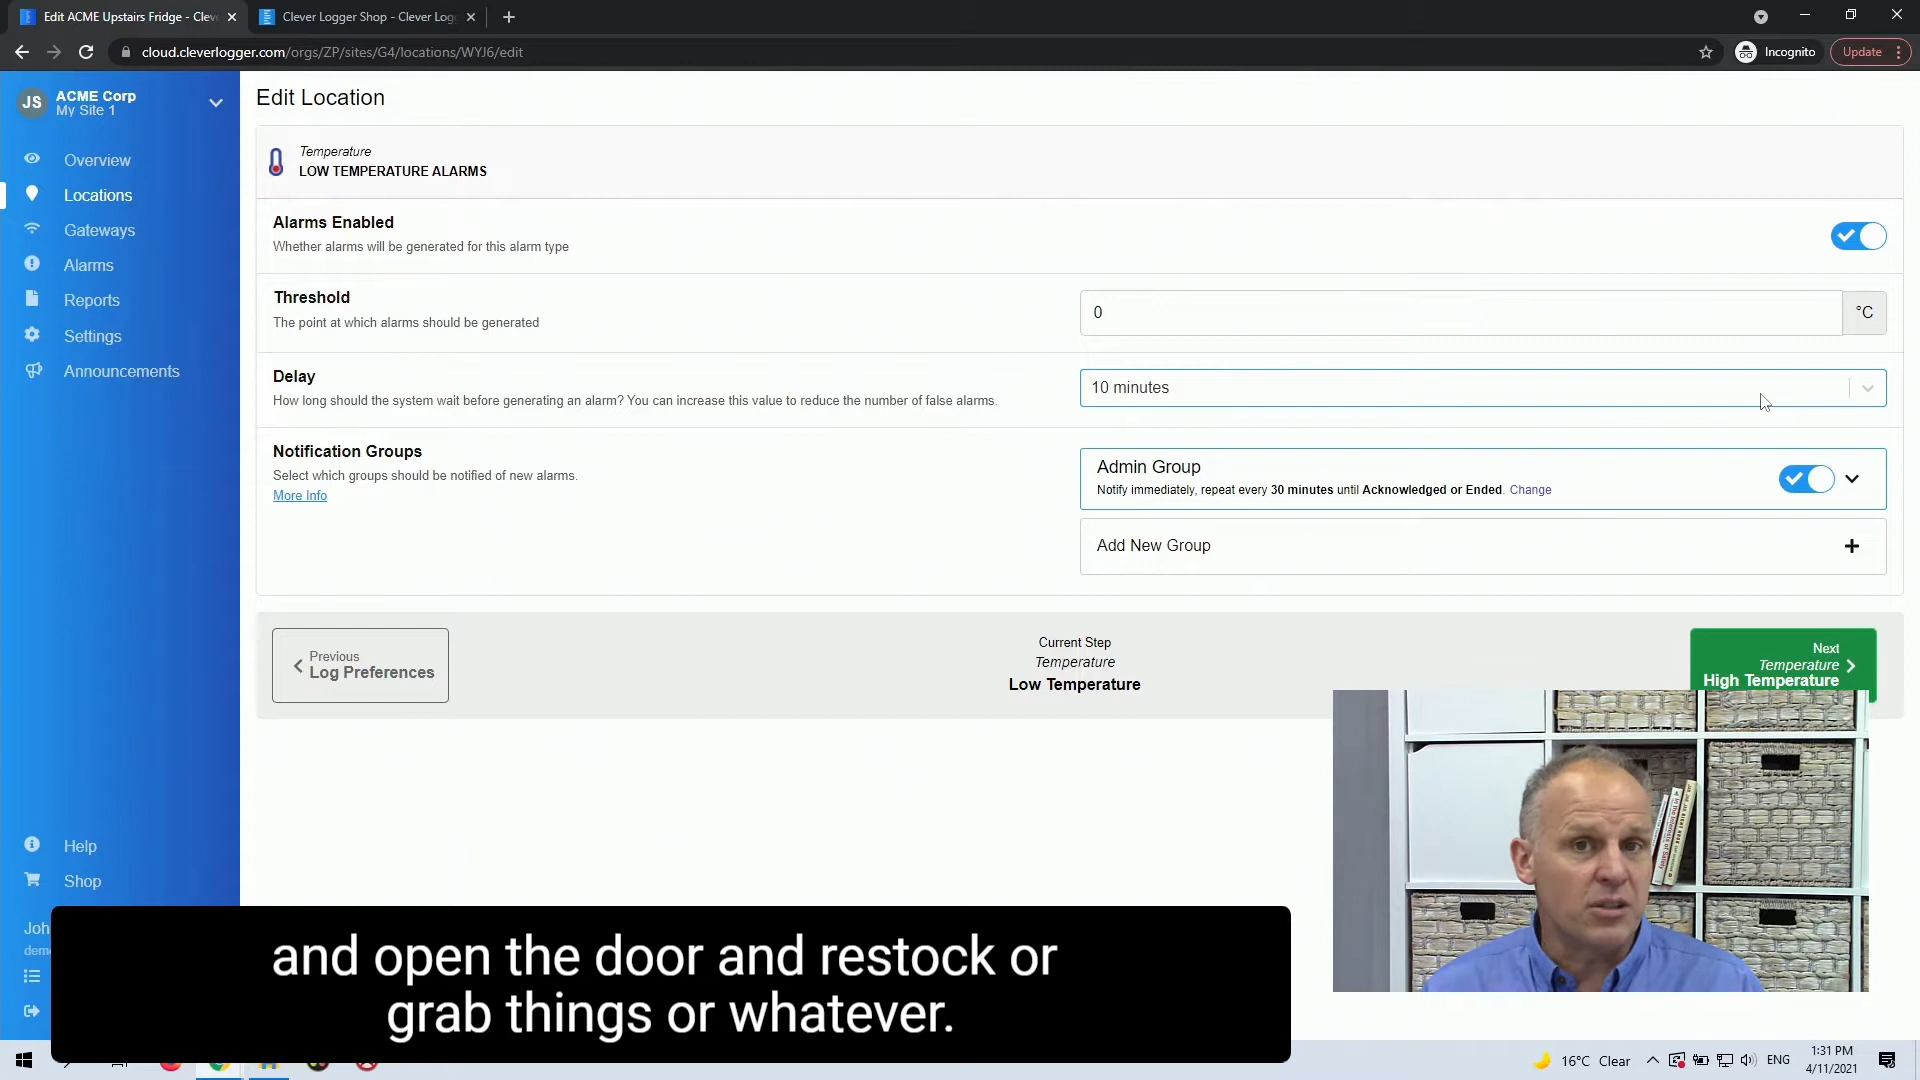 Edit ACME Upstairs Fridge - Clev
Clever Logger Shop - Clever Log
cloud.cleverlogger.com/orgs/ZP/sites/G4/locations/WYJ6/edit
Incognito
Update
JS
ACME Corp
My Site 1
Overview
Locations
Gateways
Alarms
Reports
Settings
Announcements
Help
Shop
Joh
dem
Edit Location
Temperature
LOW TEMPERATURE ALARMS
Alarms Enabled
Whether alarms will be generated for this alarm type
Threshold
The point at which alarms should be generated
0
°C
Delay
How long should the system wait before generating an alarm? You can increase this value to reduce the number of false alarms.
10 minutes
Notification Groups
Select which groups should be notified of new alarms.
More Info
Admin Group
Notify immediately, repeat every 30 minutes until Acknowledged or Ended. Change
Add New Group
Previous
Log Preferences
Current Step
Temperature
Low Temperature
Next
Temperature
High Temperature
and open the door and restock or
grab things or whatever.
16°C Clear
ENG
1:31 PM
4/11/2021